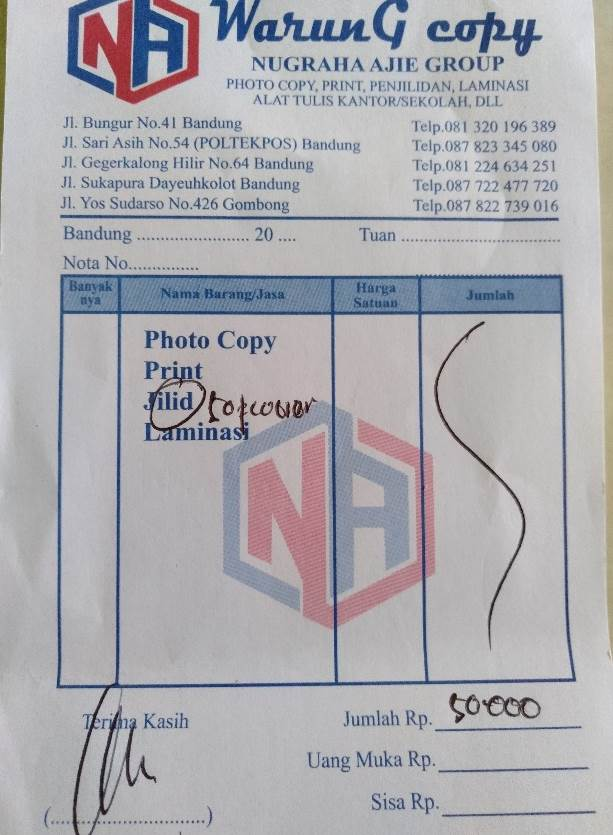 NA WarunG copy
NUGRAHA AJIE GROUP
PHOTO COPY, PRINT, PENJILIDAN, LAMINASI
ALAT TULIS KANTOR/SEKOLAH, DLL
Jl. Bungur No.41 Bandung Telp.081 320 196 389
Jl. Sari Asih No.54 (POLTEKPOS) Bandung Telp.087 823 345 080
Jl. Gegerkalong Hilir No.64 Bandung Telp.081 224 634 251
Jl. Sukapura Dayeuhkolot Bandung Telp.087 722 477 720
Jl. Yos Sudarso No.426 Gombong Telp.087 822 739 016
Bandung ........................ 20 .... Tuan ..................................
Nota No...............
Banyak nya Nama Barang/Jasa Harga Satuan Jumlah
Photo Copy
Print
Jilid sofcover
Laminasi
NA
Terima Kasih Jumlah Rp. 50.000
Uang Muka Rp.
(.................................) Sisa Rp.